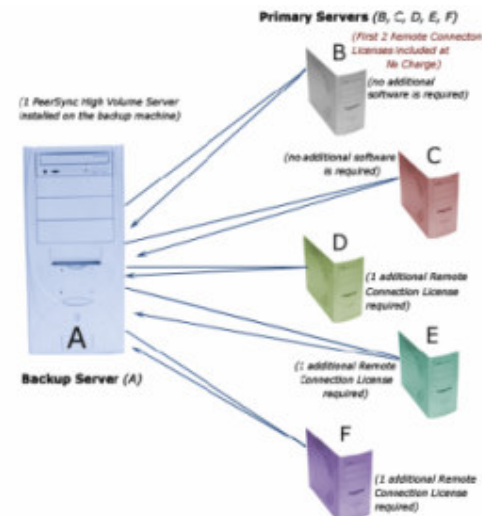 Primary Servers (B, C, D, E, F)
(First 2 Remote Connection
Licenses included at
No Charge)
B
(no additional
software is required)
(1 PeerSync High Volume Server
installed on the backup machine)
C
(no additional software
is required)
D
(1 additional Remote
Connection License
required)
A
E
(1 additional Remote
Connection License
required)
Backup Server (A)
F
(1 additional Remote
Connection License
required)